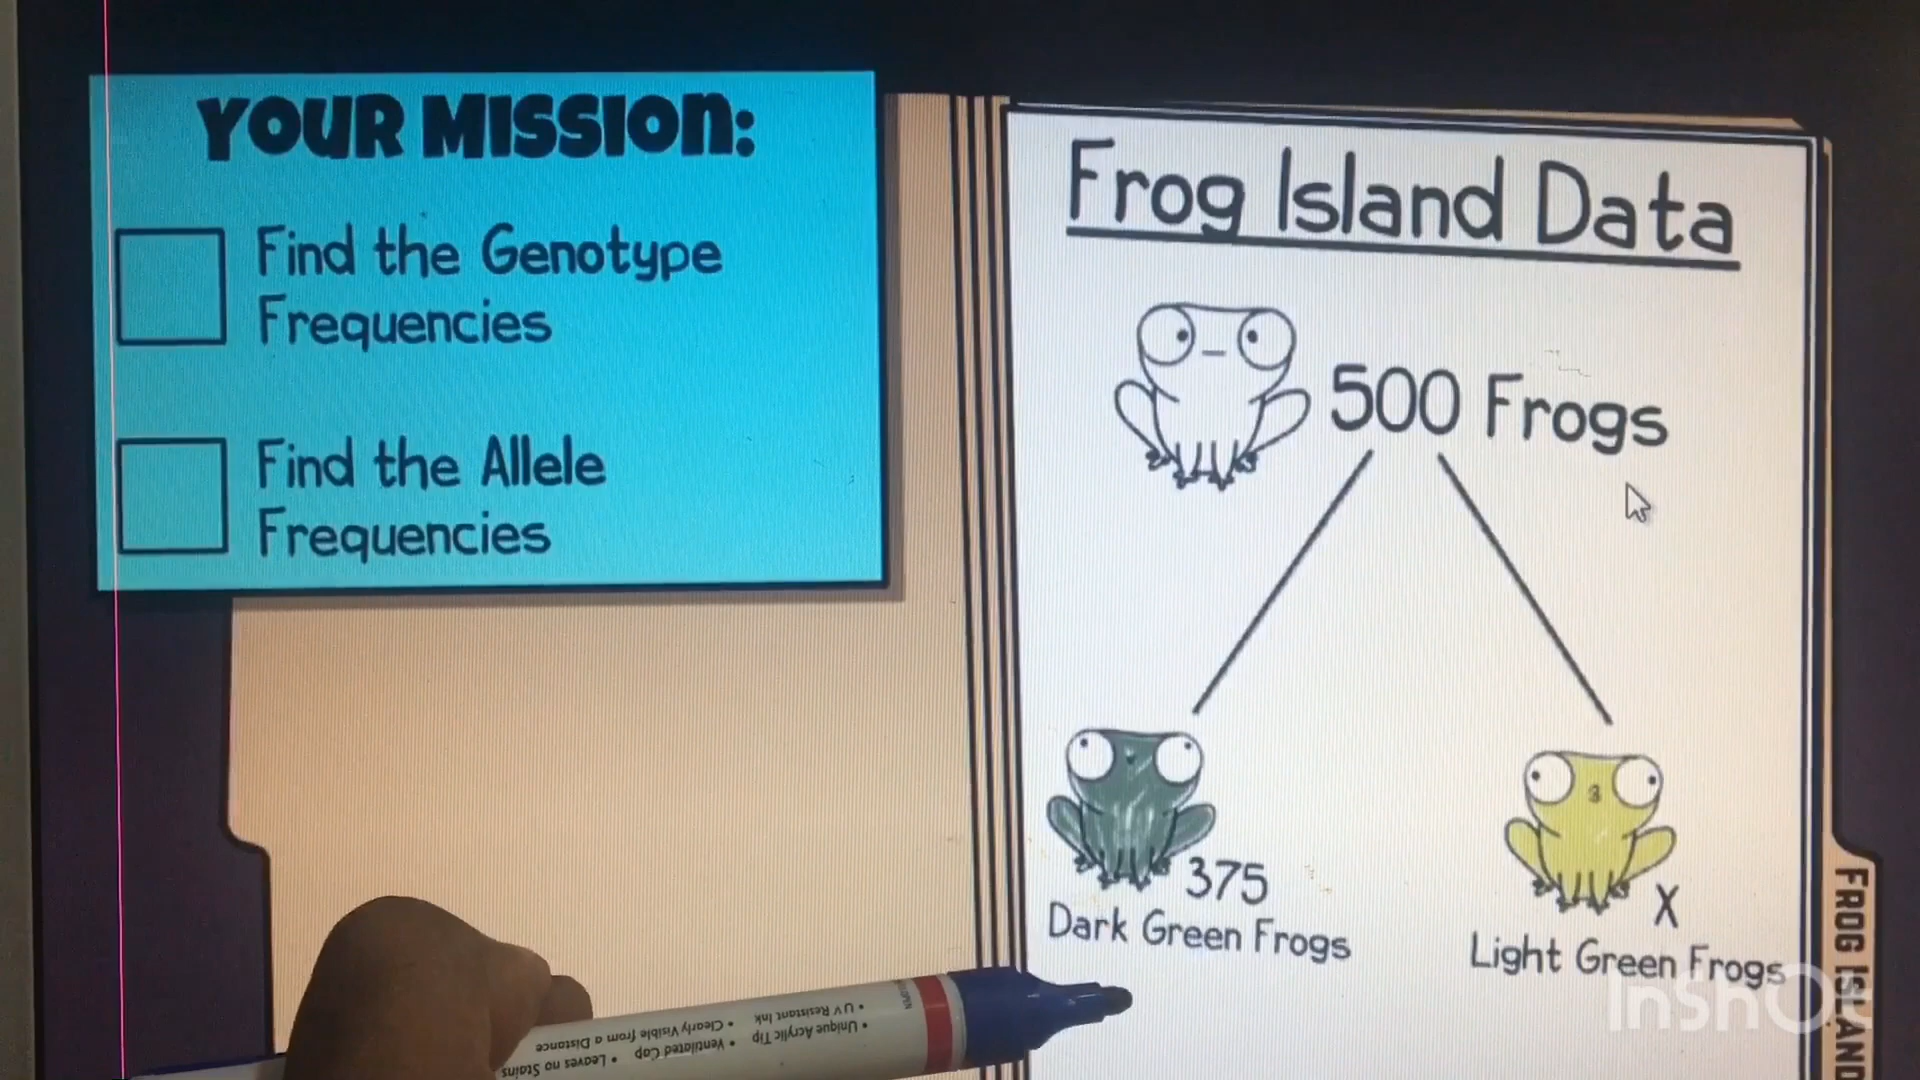 YOUR MISSION:
Find the Genotype
Frequencies
Find the Allele
Frequencies
Frog Island Data
500 Frogs
375
Dark Green Frogs
X
Light Green Frogs
FROG ISLAND
• Unique Acrylic Tip
• UV Resistant Ink
• Ventilated Cap
• Clearly Visible from a Distance
• Leaves no Stains
InShOt